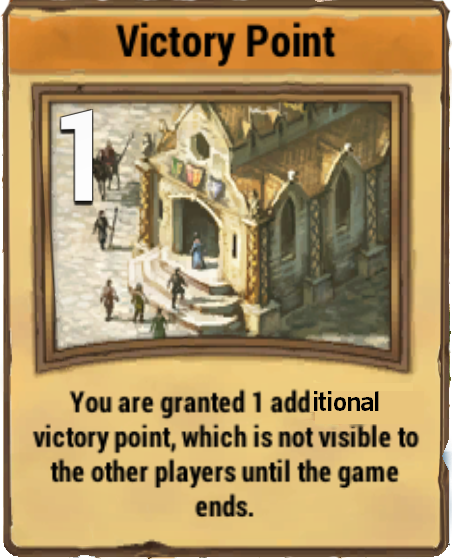 Victory Point
1
You are granted 1 additional
victory point, which is not visible to
the other players until the game
ends.